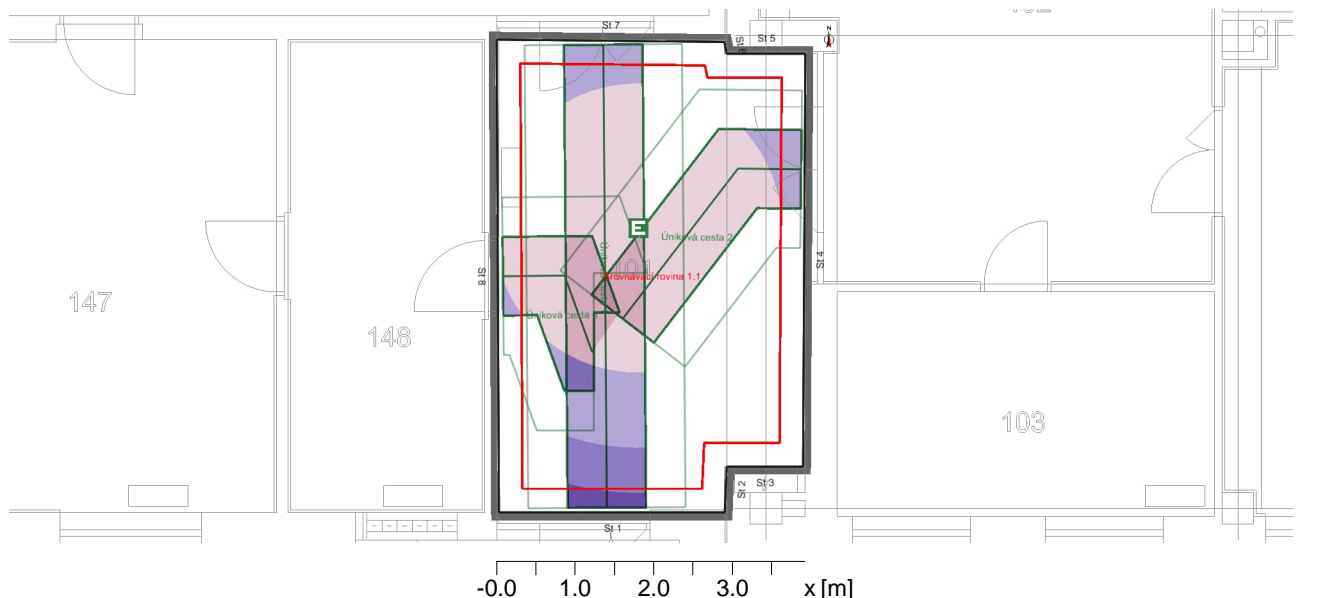 St 7
St 6
St 5
N
E
Úniková cesta 2
101
Srovnávací rovina 1.1
St 8
St 4
147
Úniková cesta 3
148
103
St 2
St 3
St 1
-0.0 1.0 2.0 3.0 x [m]